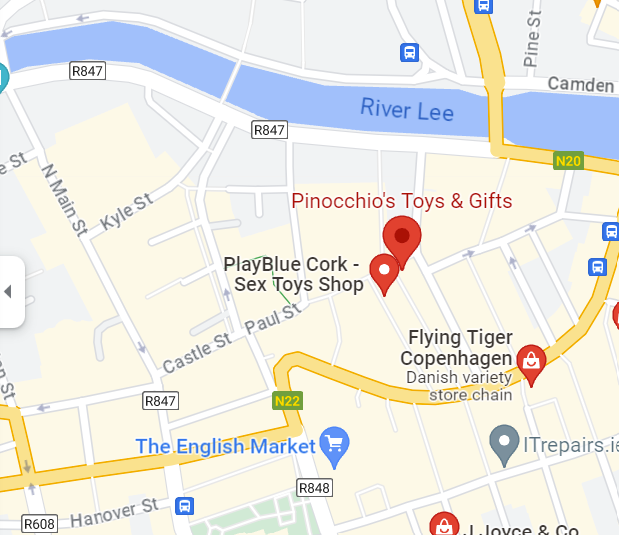 Pine St
R847
Camden
River Lee
R847
N20
N Main St
Kyle St
Pinocchio's Toys & Gifts
PlayBlue Cork -
Sex Toys Shop
Paul St
Castle St
Flying Tiger
Copenhagen
Danish variety
store chain
R847
N22
The English Market
ITrepairs.ie
R848
Hanover St
R608
J Joyce & Co